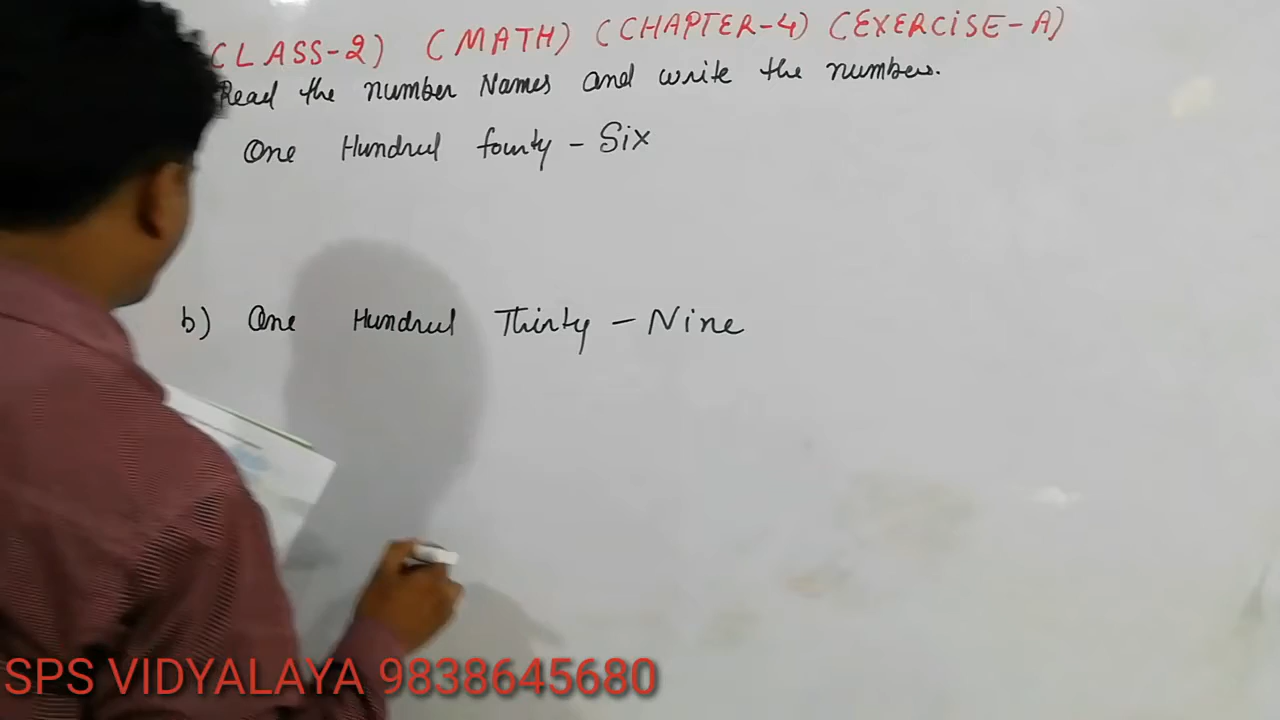 CLASS-2) (MATH) (CHAPTER-4) (EXERCISE-A)
Read the number Names and write the numbers.
One Hundred fourty - Six
b) One Hundred Thirty - Nine
SPS VIDYALAYA 9838645680